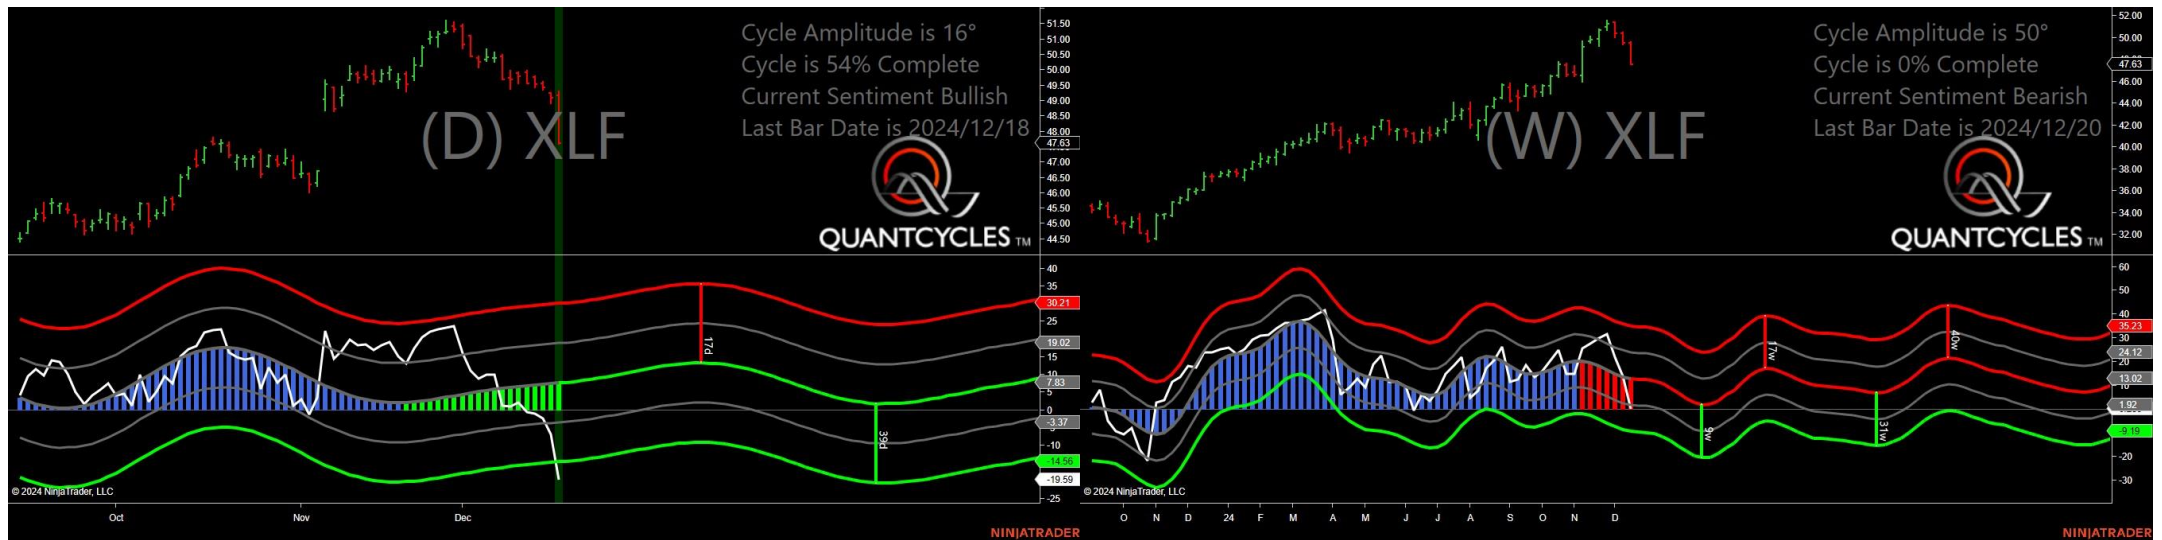 Cycle Amplitude is 16°
Cycle is 54% Complete
Current Sentiment Bullish
Last Bar Date is 2024/12/18
(D) XLF
QUANTCYCLES TM
51.50
51.00
50.50
50.00
49.50
49.00
48.50
48.00
47.63
47.00
46.50
46.00
45.50
45.00
44.50
40
35
30.21
25
19.02
15
10
7.83
5
0
-3.37
-10
-14.56
-19.59
-25
17d
39d
© 2024 NinjaTrader, LLC
Oct Nov Dec
NINJATRADER
Cycle Amplitude is 50°
Cycle is 0% Complete
Current Sentiment Bearish
Last Bar Date is 2024/12/20
(W) XLF
QUANTCYCLES TM
52.00
50.00
47.63
46.00
44.00
42.00
40.00
38.00
36.00
34.00
32.00
60
50
40
35.23
30
24.12
20
13.02
10
1.92
-9.19
-20
-30
9w
17w
31w
40w
© 2024 NinjaTrader, LLC
O N D 24 F M A M J J A S O N D
NINJATRADER